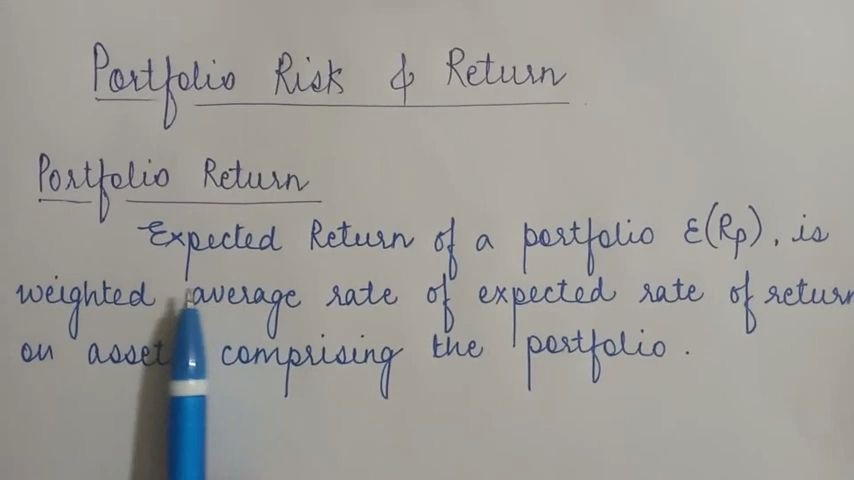 Portfolio Risk & Return
Portfolio Return
Expected Return of a portfolio E(Rp), is
weighted average rate of expected rate of return
on asset comprising the portfolio.